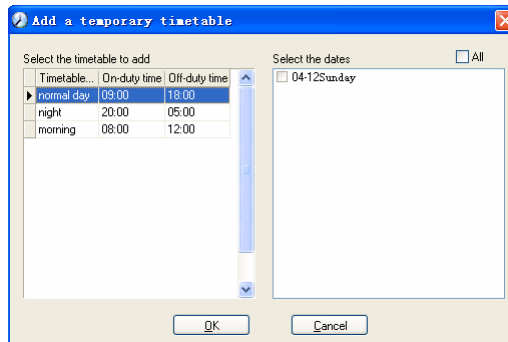 Add a temporary timetable
Select the timetable to add
Timetable... On-duty time Off-duty time
normal day 09:00 18:00
night 20:00 05:00
morning 08:00 12:00
Select the dates All
04-12Sunday
OK Cancel